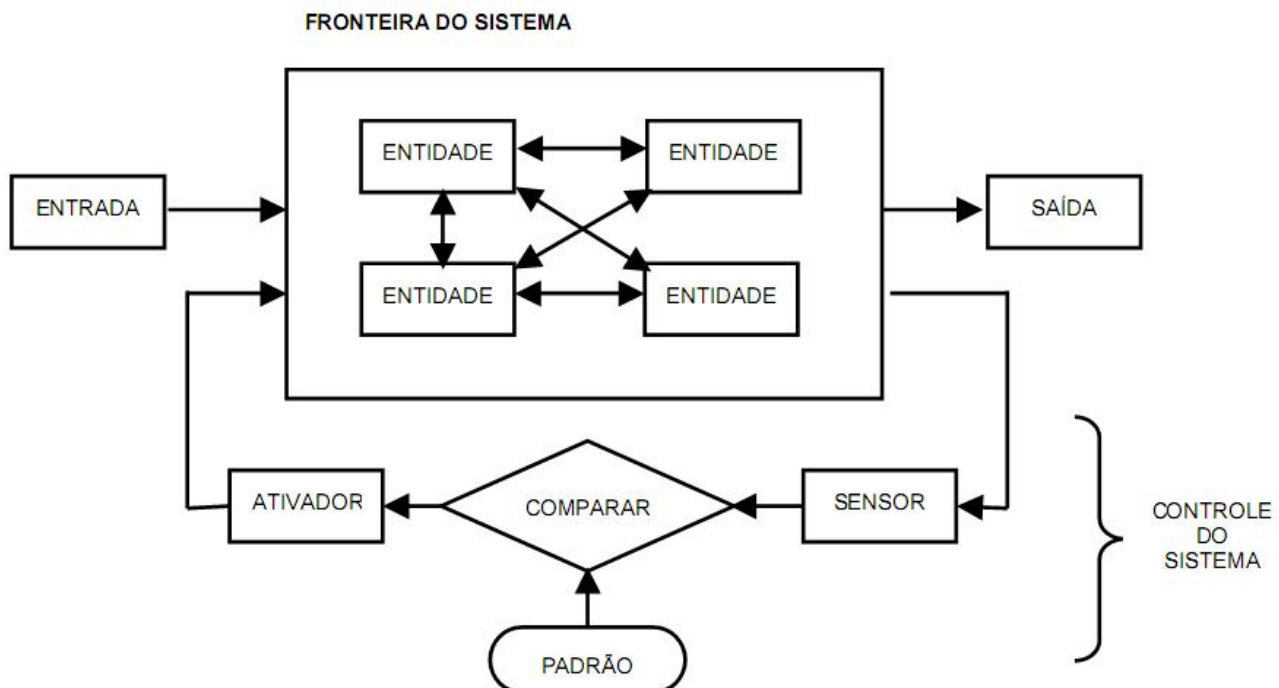 FRONTEIRA DO SISTEMA
ENTIDADE
ENTIDADE
ENTRADA
SAÍDA
ENTIDADE
ENTIDADE
ATIVADOR
COMPARAR
SENSOR
CONTROLE
DO
SISTEMA
PADRÃO